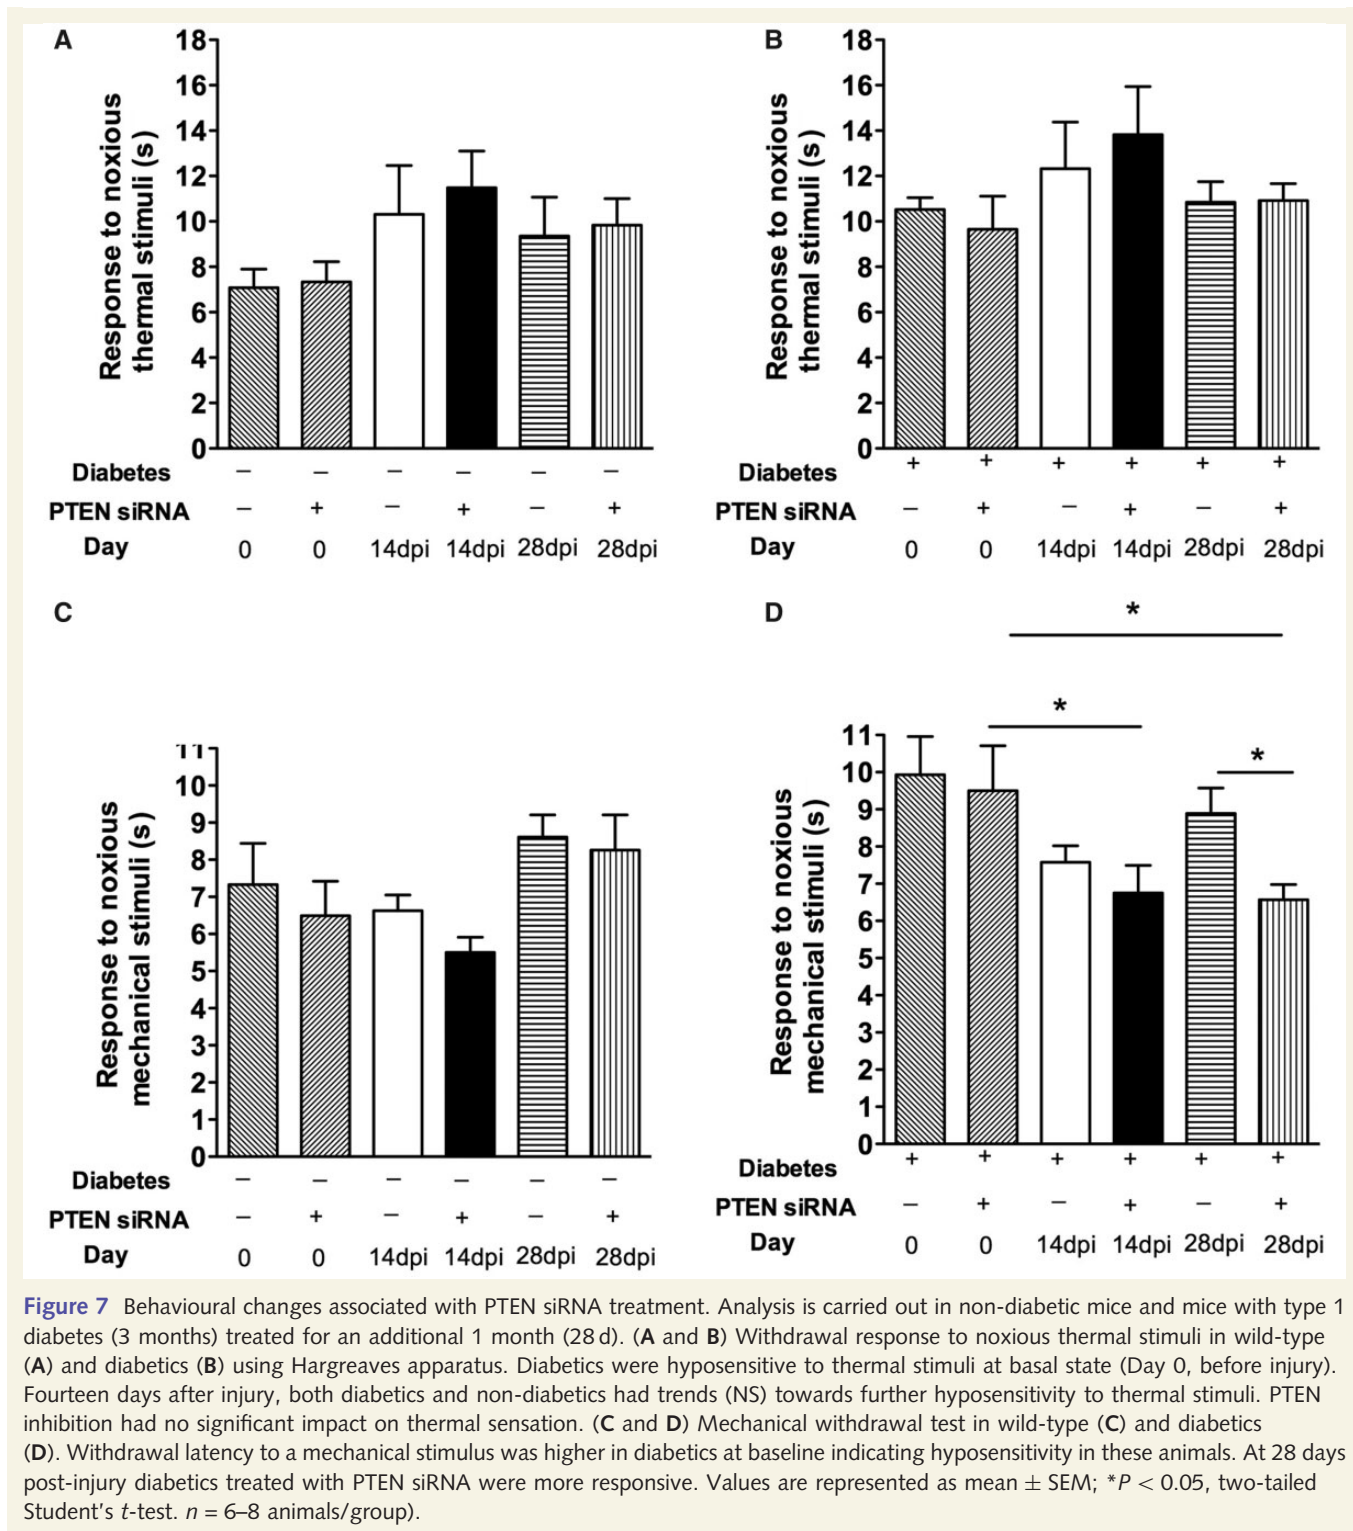 A
18
16
14
12
10
8
6
4
2
0
Response to noxious
thermal stimuli (s)
Diabetes – – – – – –
PTEN siRNA – + – + – +
Day 0 0 14dpi 14dpi 28dpi 28dpi
B
18
16
14
12
10
8
6
4
2
0
Response to noxious
thermal stimuli (s)
Diabetes + + + + + +
PTEN siRNA – + – + – +
Day 0 0 14dpi 14dpi 28dpi 28dpi
C
11
10
9
8
7
6
5
4
3
2
1
0
Response to noxious
mechanical stimuli (s)
Diabetes – – – – – –
PTEN siRNA – + – + – +
Day 0 0 14dpi 14dpi 28dpi 28dpi
D
*
*
*
11
10
9
8
7
6
5
4
3
2
1
0
Response to noxious
mechanical stimuli (s)
Diabetes + + + + + +
PTEN siRNA – + – + – +
Day 0 0 14dpi 14dpi 28dpi 28dpi
Figure 7 Behavioural changes associated with PTEN siRNA treatment. Analysis is carried out in non-diabetic mice and mice with type 1
diabetes (3 months) treated for an additional 1 month (28 d). (A and B) Withdrawal response to noxious thermal stimuli in wild-type
(A) and diabetics (B) using Hargreaves apparatus. Diabetics were hyposensitive to thermal stimuli at basal state (Day 0, before injury).
Fourteen days after injury, both diabetics and non-diabetics had trends (NS) towards further hyposensitivity to thermal stimuli. PTEN
inhibition had no significant impact on thermal sensation. (C and D) Mechanical withdrawal test in wild-type (C) and diabetics
(D). Withdrawal latency to a mechanical stimulus was higher in diabetics at baseline indicating hyposensitivity in these animals. At 28 days
post-injury diabetics treated with PTEN siRNA were more responsive. Values are represented as mean ± SEM; *P < 0.05, two-tailed
Student's t-test. n = 6–8 animals/group).